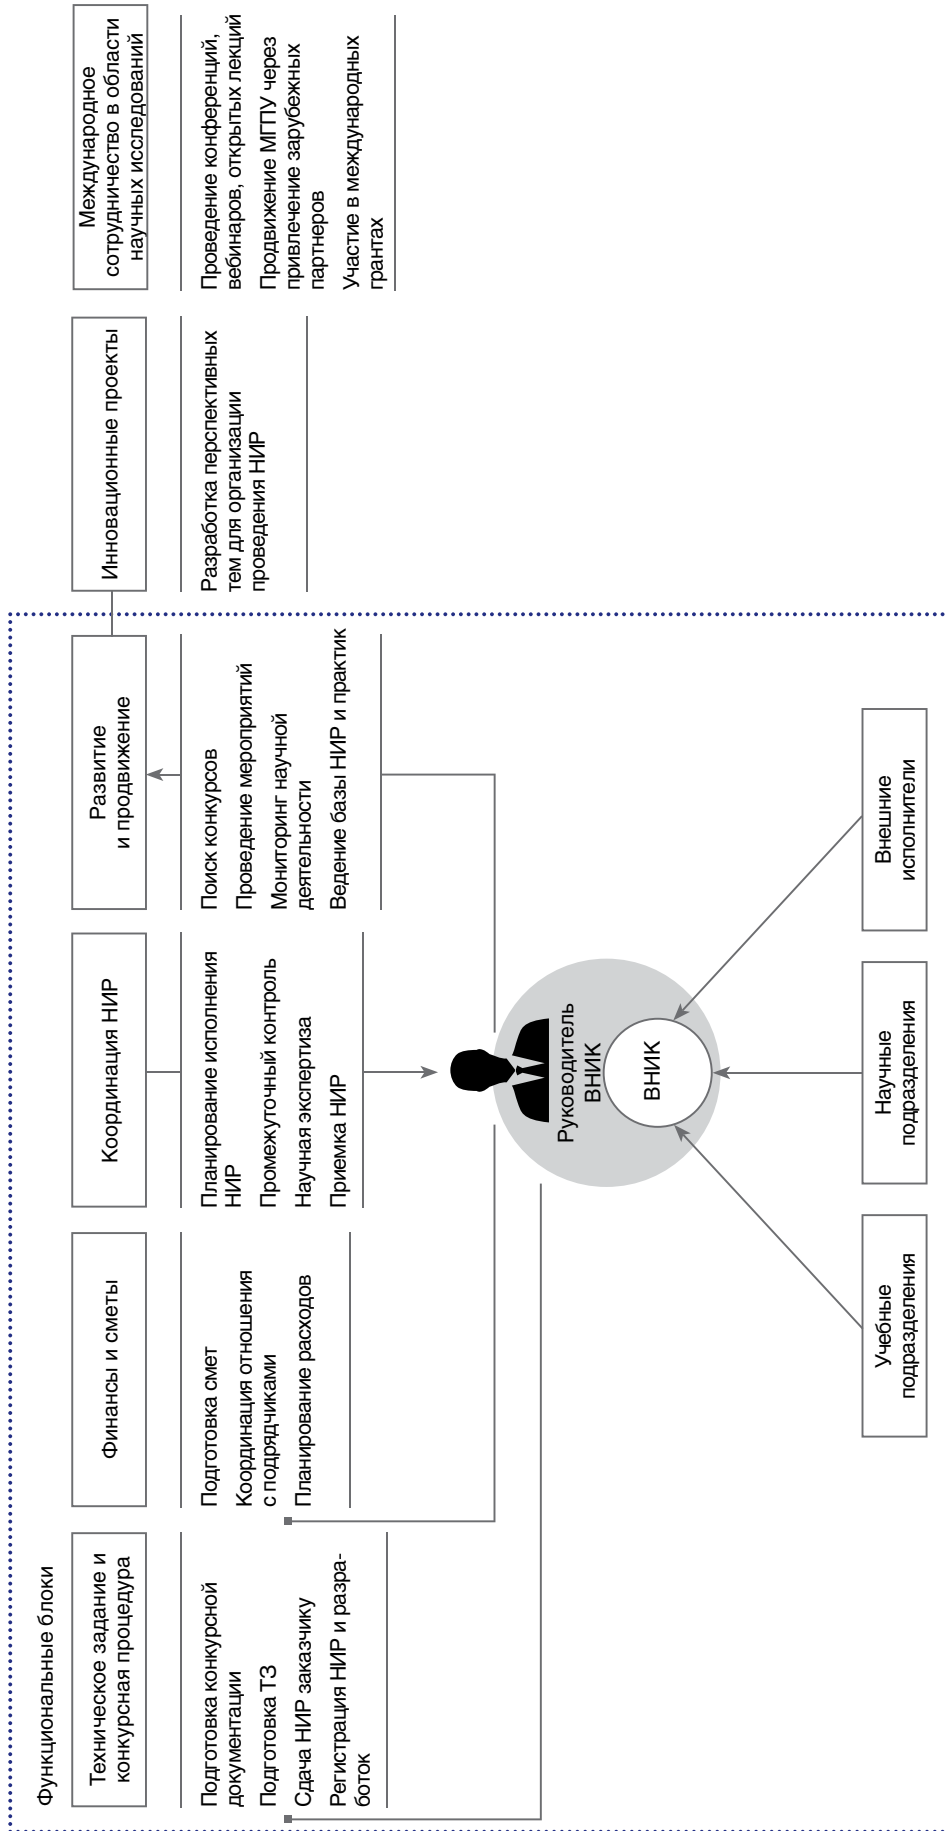 Функциональные блоки
Техническое задание и
конкурсная процедура
Подготовка конкурсной
документации
Подготовка ТЗ
Сдача НИР заказчику
Регистрация НИР и разра-
боток
Финансы и сметы
Подготовка смет
Координация отношения
с подрядчиками
Планирование расходов
Координация НИР
Планирование исполнения
НИР
Промежуточный контроль
Научная экспертиза
Приемка НИР
Развитие
и продвижение
Поиск конкурсов
Проведение мероприятий
Мониторинг научной
деятельности
Ведение базы НИР и практик
Инновационные проекты
Разработка перспективных
тем для организации
проведения НИР
Международное
сотрудничество в области
научных исследований
Проведение конференций,
вебинаров, открытых лекций
Продвижение МГПУ через
привлечение зарубежных
партнеров
Участие в международных
грантах
Руководитель
ВНИК
ВНИК
Учебные
подразделения
Научные
подразделения
Внешние
исполнители